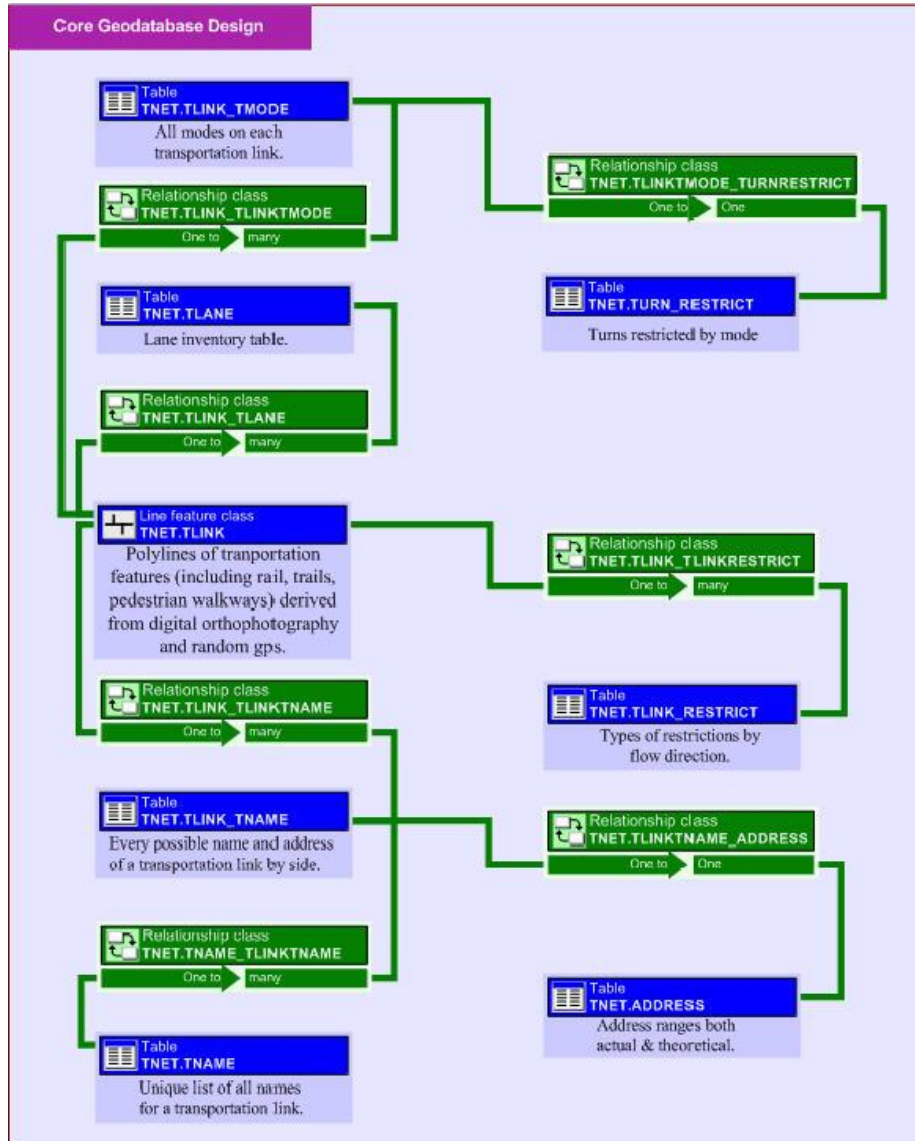 Core Geodatabase Design
Table
TNET.TLINK_TMODE
All modes on each
transportation link.
Relationship class
TNET.TLINK_TLINKTMODE
One to many
Table
TNET.TLANE
Lane inventory table.
Relationship class
TNET.TLINK_TLANE
One to many
Line feature class
TNET.TLINK
Polylines of tranportation
features (including rail, trails,
pedestrian walkways) derived
from digital orthophotography
and random gps.
Relationship class
TNET.TLINK_TLINKTNAME
One to many
Table
TNET.TLINK_TNAME
Every possible name and address
of a transportation link by side.
Relationship class
TNET.TNAME_TLINKTNAME
One to many
Table
TNET.TNAME
Unique list of all names
for a transportation link.
Relationship class
TNET.TLINKTMODE_TURNRESTRICT
One to One
Table
TNET.TURN_RESTRICT
Turns restricted by mode
Relationship class
TNET.TLINK_TLINKRESTRICT
One to many
Table
TNET.TLINK_RESTRICT
Types of restrictions by
flow direction.
Relationship class
TNET.TLINKTNAME_ADDRESS
One to One
Table
TNET.ADDRESS
Address ranges both
actual & theoretical.